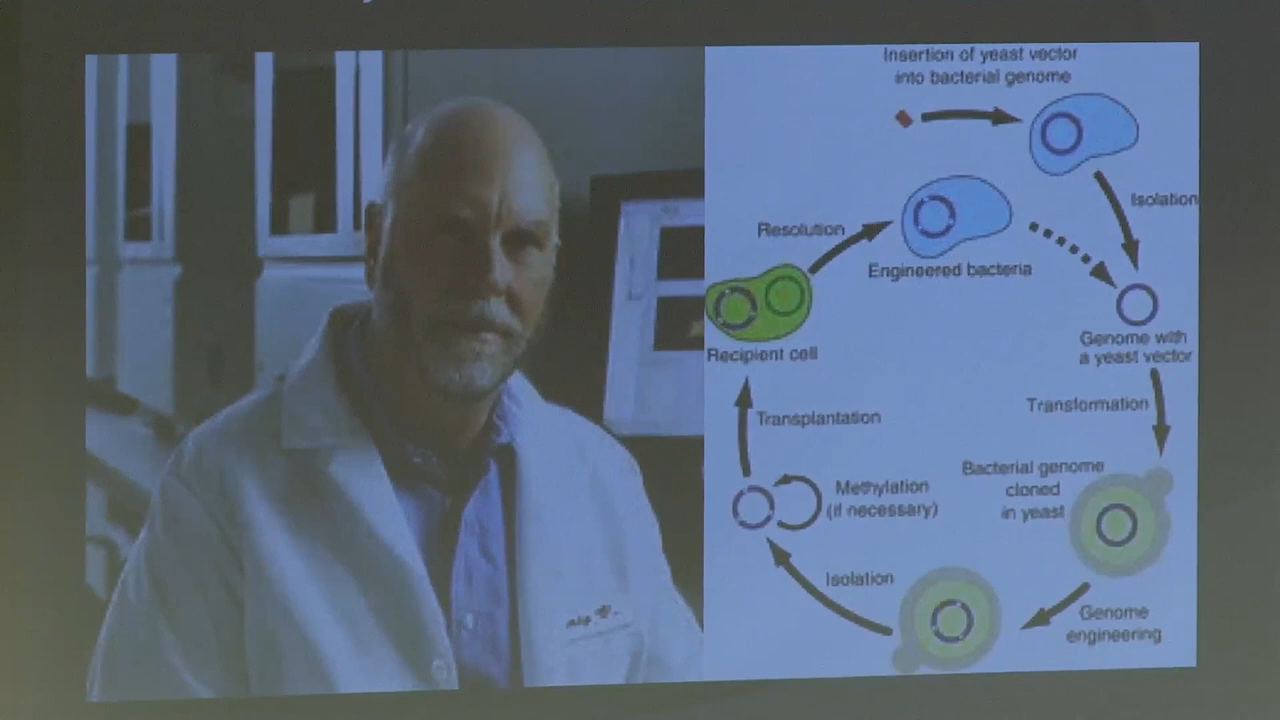 Insertion of yeast vector
into bacterial genome
Isolation
Resolution
Engineered bacteria
Genome with
a yeast vector
Recipient cell
Transformation
Transplantation
Bacterial genome
cloned
in yeast
Methylation
(if necessary)
Isolation
Genome
engineering